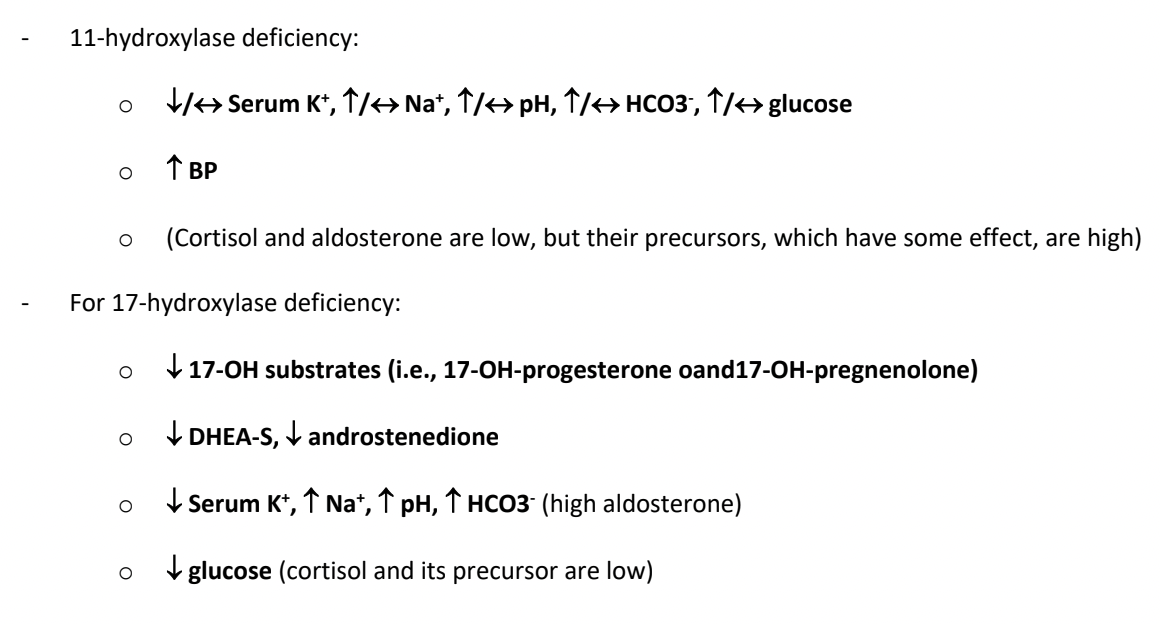 - 11-hydroxylase deficiency:
o ↓/↔ Serum K⁺, ↑/↔ Na⁺, ↑/↔ pH, ↑/↔ HCO3⁻, ↑/↔ glucose
o ↑ BP
o (Cortisol and aldosterone are low, but their precursors, which have some effect, are high)
- For 17-hydroxylase deficiency:
o ↓ 17-OH substrates (i.e., 17-OH-progesterone oand17-OH-pregnenolone)
o ↓ DHEA-S, ↓ androstenedione
o ↓ Serum K⁺, ↑ Na⁺, ↑ pH, ↑ HCO3⁻ (high aldosterone)
o ↓ glucose (cortisol and its precursor are low)